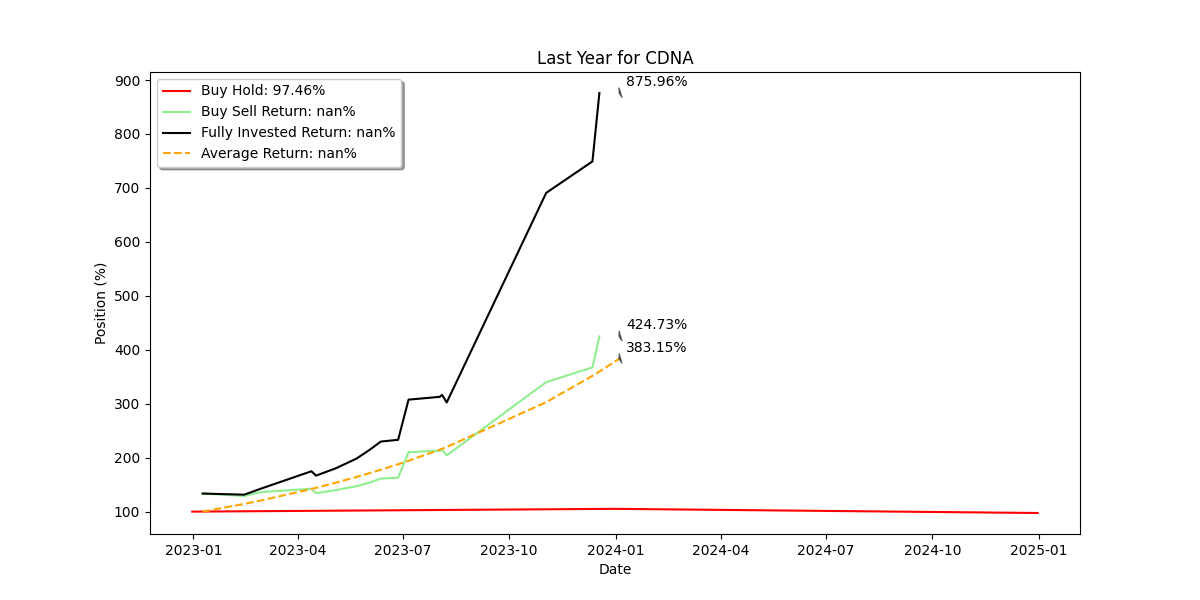 Last Year for CDNA
Buy Hold: 97.46%
Buy Sell Return: nan%
Fully Invested Return: nan%
Average Return: nan%
875.96%
424.73%
383.15%
Position (%)
900
800
700
600
500
400
300
200
100
2023-01 2023-04 2023-07 2023-10 2024-01 2024-04 2024-07 2024-10 2025-01
Date